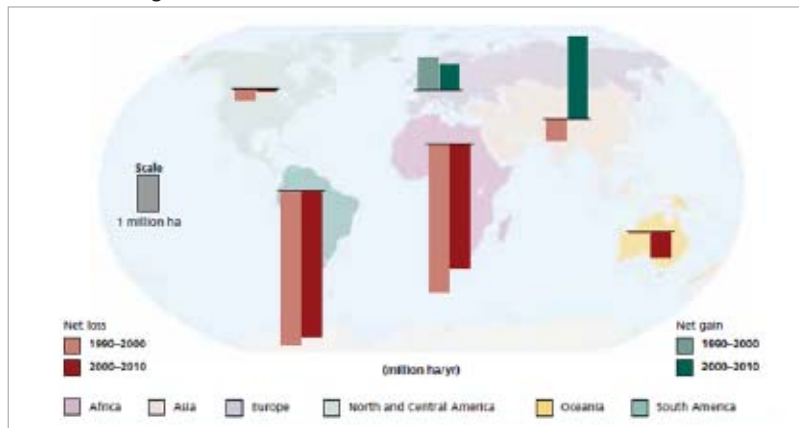 Scale
1 million ha
Net loss
1990–2000
2000–2010
(million ha/yr)
Net gain
1990–2000
2000–2010
Africa
Asia
Europe
North and Central America
Oceania
South America